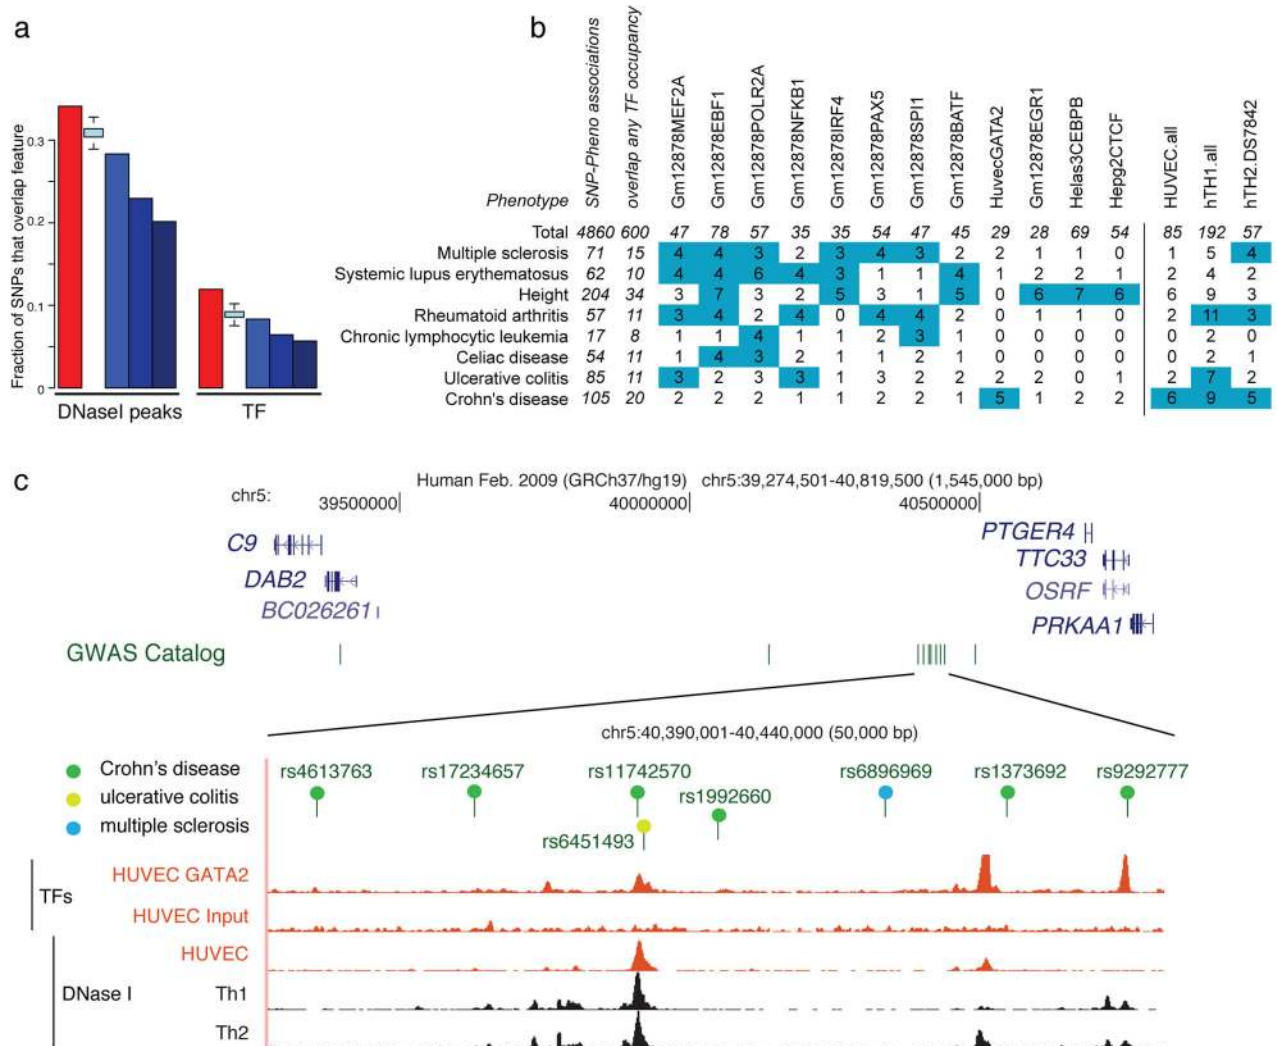 a
Fraction of SNPs that overlap feature
0.3
0.2
0.1
0
DNaseI peaks
TF
b
Phenotype
SNP-Pheno associations
overlap any TF occupancy
Gm12878MEF2A
Gm12878EBF1
Gm12878POLR2A
Gm12878NFKB1
Gm12878IRF4
Gm12878PAX5
Gm12878SPI1
Gm12878BATF
HuvecGATA2
Gm12878EGR1
Helas3CEBPB
Hepg2CTCF
HUVEC.all
hTH1.all
hTH2.DS7842
Total 4860 600 47 78 57 35 35 54 47 45 29 28 69 54 85 192 57
Multiple sclerosis 71 15 4 4 3 2 3 4 3 2 2 1 1 0 1 5 4
Systemic lupus erythematosus 62 10 4 4 6 4 3 1 1 4 1 2 2 1 2 4 2
Height 204 34 3 7 3 2 5 3 1 5 0 6 7 6 6 9 3
Rheumatoid arthritis 57 11 3 4 2 4 0 4 4 2 0 1 1 0 2 11 3
Chronic lymphocytic leukemia 17 8 1 1 4 1 1 2 3 1 0 0 0 0 0 2 0
Celiac disease 54 11 1 4 3 2 1 1 2 1 0 0 0 0 0 2 1
Ulcerative colitis 85 11 3 2 3 3 1 3 2 2 2 2 0 1 2 7 2
Crohn's disease 105 20 2 2 2 1 1 2 2 1 5 1 2 2 6 9 5
c
Human Feb. 2009 (GRCh37/hg19) chr5:39,274,501-40,819,500 (1,545,000 bp)
chr5:
39500000
40000000
40500000
C9
DAB2
BC026261
PTGER4
TTC33
OSRF
PRKAA1
GWAS Catalog
chr5:40,390,001-40,440,000 (50,000 bp)
Crohn's disease
ulcerative colitis
multiple sclerosis
rs4613763
rs17234657
rs11742570
rs1992660
rs6896969
rs1373692
rs9292777
rs6451493
TFs
HUVEC GATA2
HUVEC Input
DNase I
HUVEC
Th1
Th2